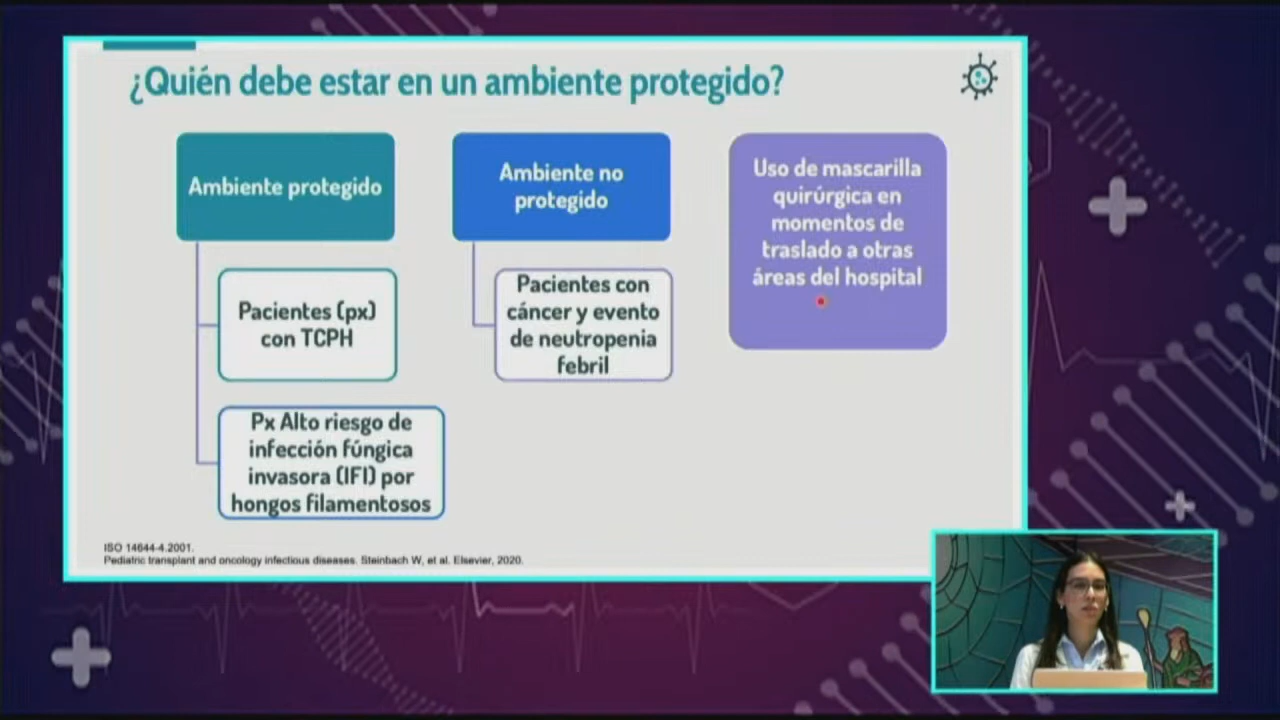 ¿Quién debe estar en un ambiente protegido?
Ambiente protegido
Pacientes (px)
con TCPH
Px Alto riesgo de
infección fúngica
invasora (IFI) por
hongos filamentosos
Ambiente no
protegido
Pacientes con
cáncer y evento
de neutropenia
febril
Uso de mascarilla
quirúrgica en
momentos de
traslado a otras
áreas del hospital
ISO 14644-4.2001.
Pediatric transplant and oncology infectious diseases. Steinbach W, et al. Elsevier, 2020.